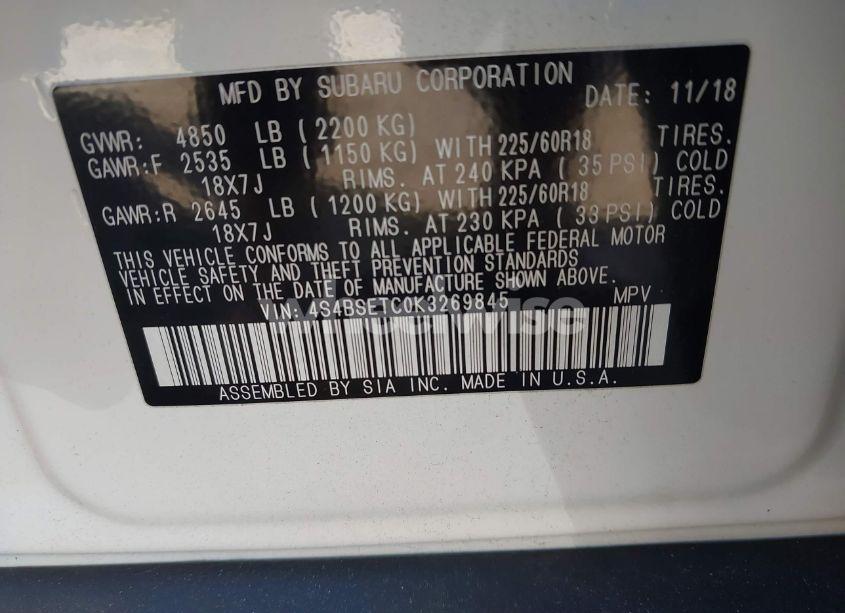 MFD BY SUBARU CORPORATION DATE: 11/18
GVWR: 4850 LB (2200 KG)
GAWR:F 2535 LB (1150 KG) WITH 225/60R18 TIRES.
18X7J RIMS. AT 240 KPA (35 PSI) COLD
GAWR:R 2645 LB (1200 KG) WITH 225/60R18 TIRES.
18X7J RIMS. AT 230 KPA (33 PSI) COLD
THIS VEHICLE CONFORMS TO ALL APPLICABLE FEDERAL MOTOR
VEHICLE SAFETY AND THEFT PREVENTION STANDARDS
IN EFFECT ON THE DATE OF MANUFACTURE SHOWN ABOVE.
VIN: 4S4BSETC0K3269845 MPV
wheelwise
ASSEMBLED BY SIA INC. MADE IN U.S.A.